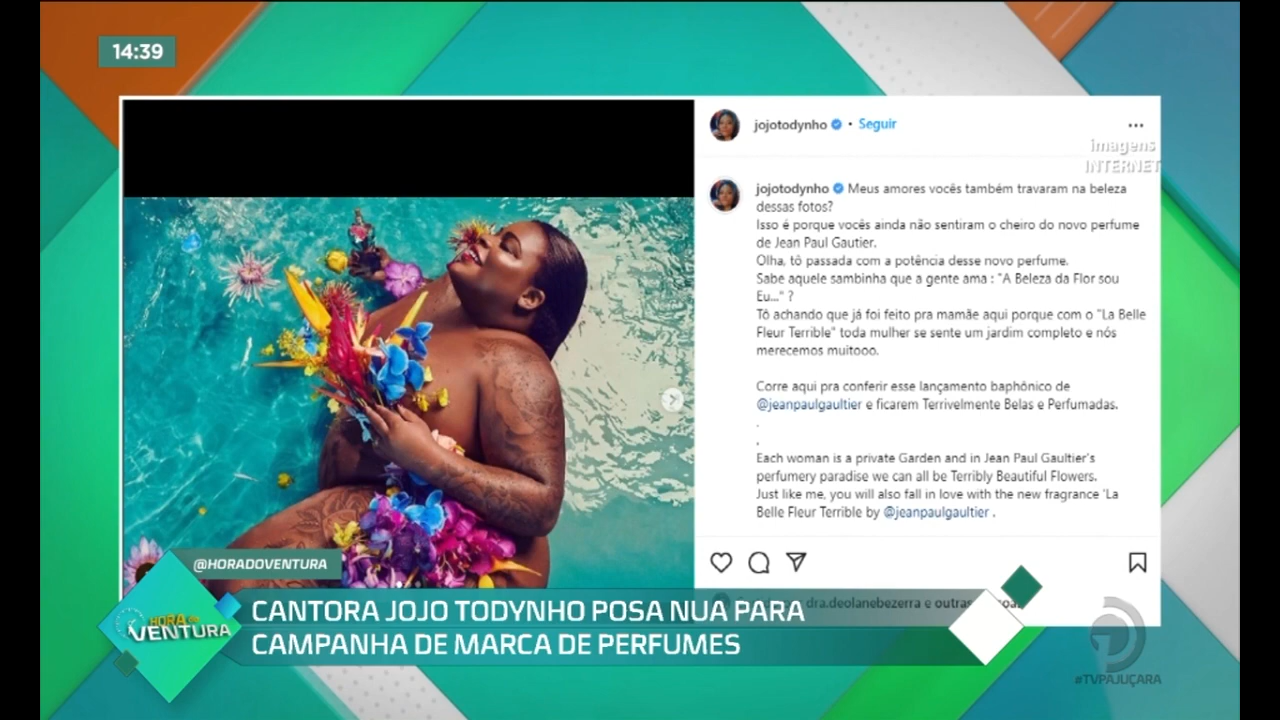 14:39
jojotodynho • Seguir
imagens
INTERNET
jojotodynho Meus amores vocês também travaram na beleza
dessas fotos?
Isso é porque vocês ainda não sentiram o cheiro do novo perfume
de Jean Paul Gautier.
Olha, tô passada com a potência desse novo perfume.
Sabe aquele sambinha que a gente ama : "A Beleza da Flor sou
Eu..." ?
Tô achando que já foi feito pra mamãe aqui porque com o "La Belle
Fleur Terrible" toda mulher se sente um jardim completo e nós
merecemos muitooo.
Corre aqui pra conferir esse lançamento baphônico de
@jeanpaulgaultier e ficarem Terrivelmente Belas e Perfumadas.
.
.
Each woman is a private Garden and in Jean Paul Gaultier's
perfumery paradise we can all be Terribly Beautiful Flowers.
Just like me, you will also fall in love with the new fragrance 'La
Belle Fleur Terrible by @jeanpaulgaultier .
dra.deolanebezerra e outras
@HORADOVENTURA
HORA DO
VENTURA
CANTORA JOJO TODYNHO POSA NUA PARA
CAMPANHA DE MARCA DE PERFUMES
#TVPAJUÇARA